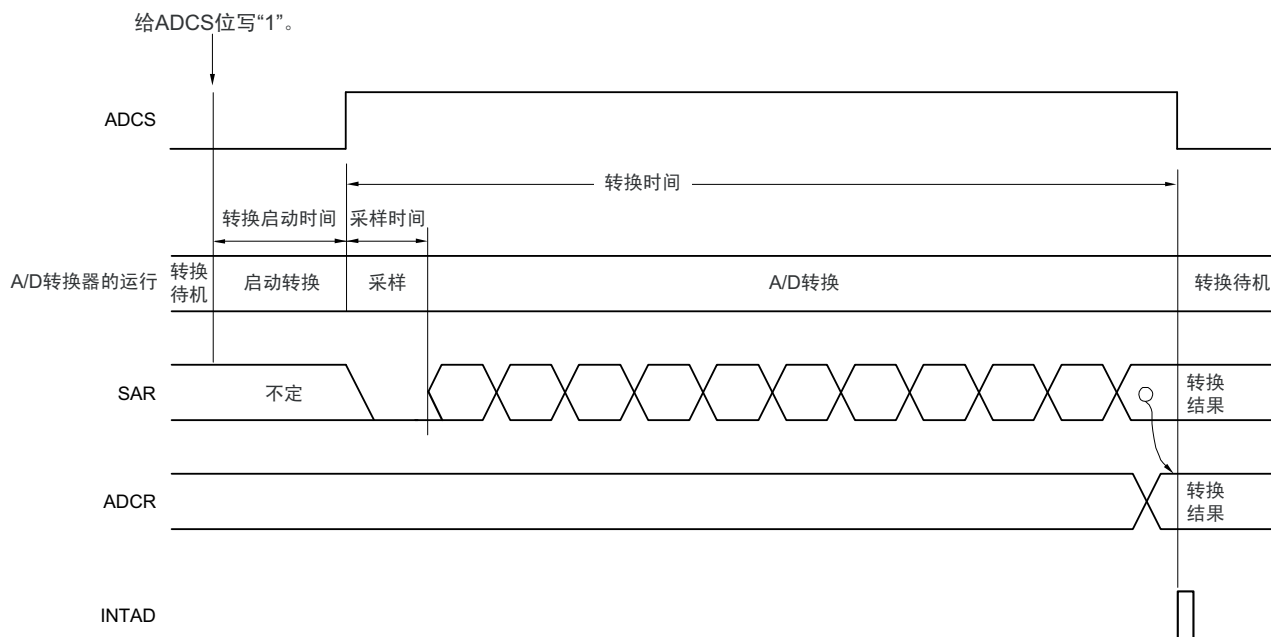 给ADCS位写“1”。
ADCS
转换时间
转换启动时间
采样时间
A/D转换器的运行
转换
待机
启动转换
采样
A/D转换
转换待机
SAR
不定
转换
结果
ADCR
转换
结果
INTAD